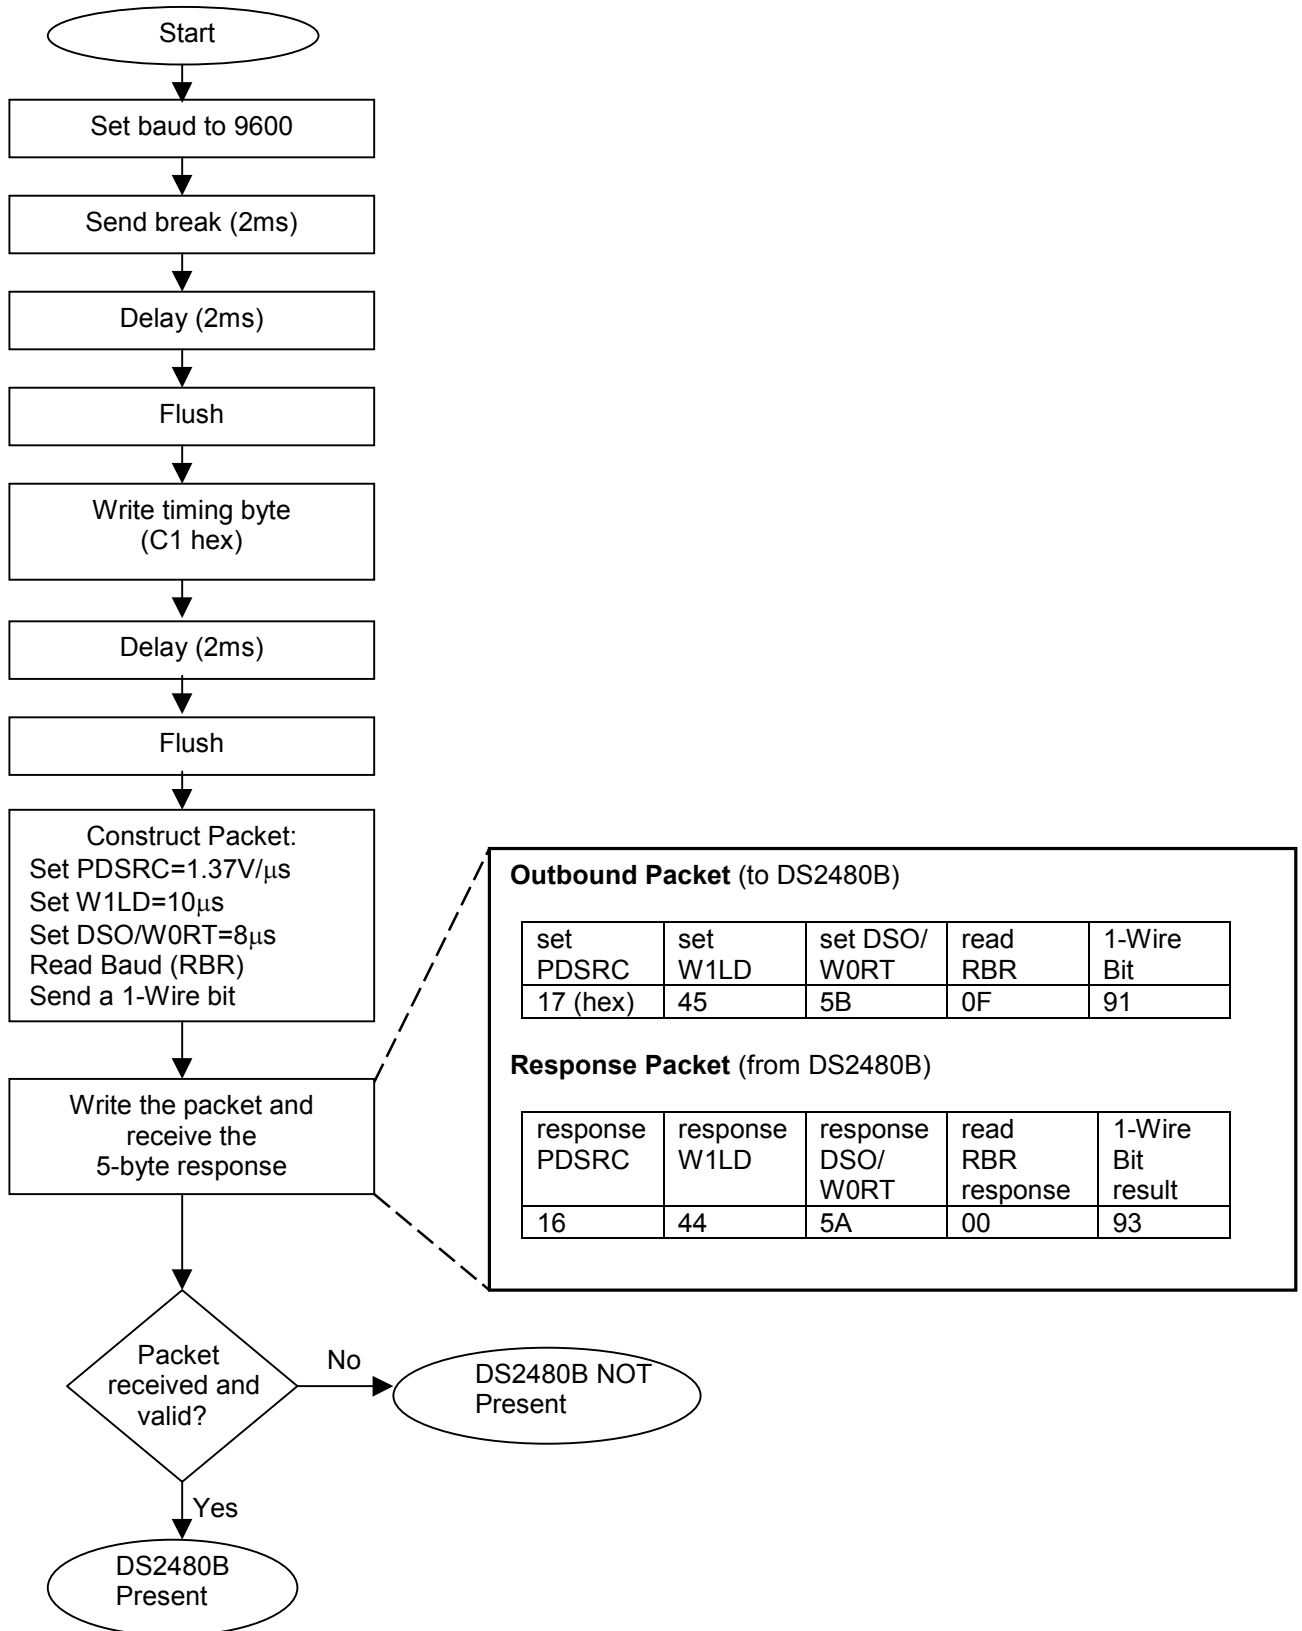 Start
Set baud to 9600
Send break (2ms)
Delay (2ms)
Flush
Write timing byte
(C1 hex)
Delay (2ms)
Flush
Construct Packet:
Set PDSRC=1.37V/μs
Set W1LD=10μs
Set DSO/W0RT=8μs
Read Baud (RBR)
Send a 1-Wire bit
Write the packet and
receive the
5-byte response
Outbound Packet (to DS2480B)
set set set DSO/ read 1-Wire
PDSRC W1LD W0RT RBR Bit
17 (hex) 45 5B 0F 91
Response Packet (from DS2480B)
response response response read 1-Wire
PDSRC W1LD DSO/ RBR Bit
W0RT response result
16 44 5A 00 93
Packet
received and
valid?
No
DS2480B NOT
Present
Yes
DS2480B
Present